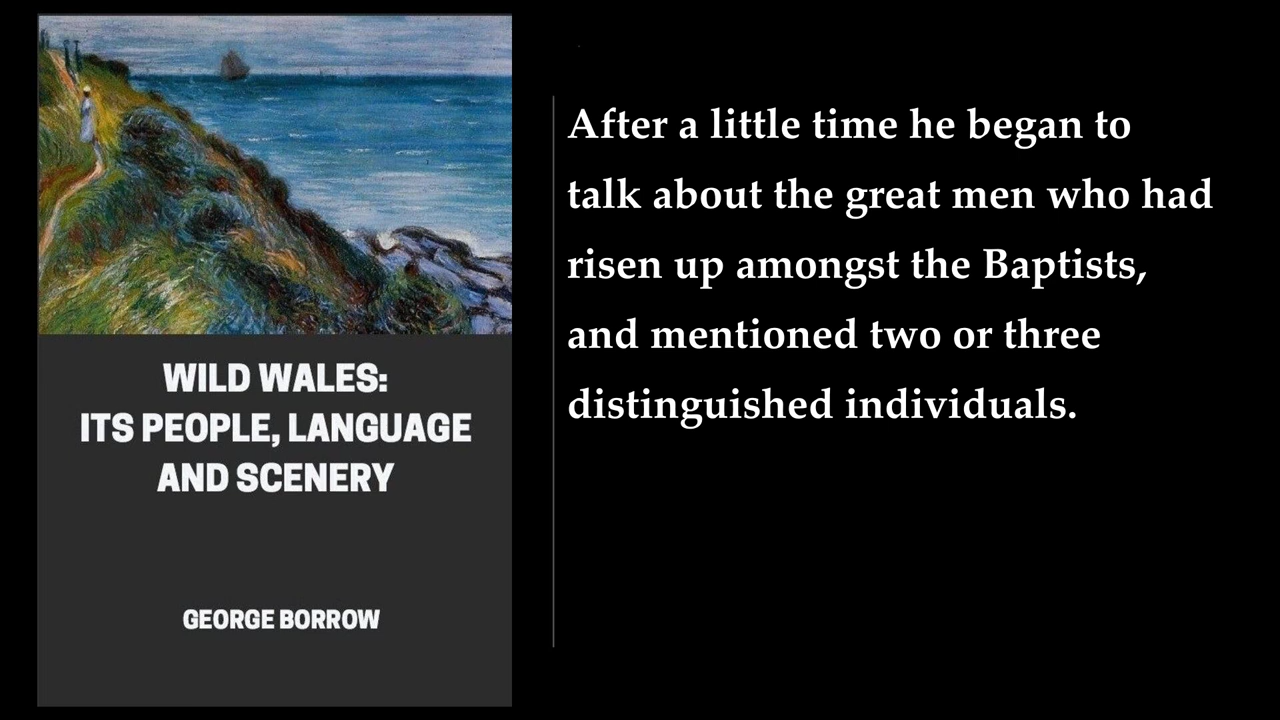 WILD WALES:
ITS PEOPLE, LANGUAGE
AND SCENERY
GEORGE BORROW
After a little time he began to
talk about the great men who had
risen up amongst the Baptists,
and mentioned two or three
distinguished individuals.